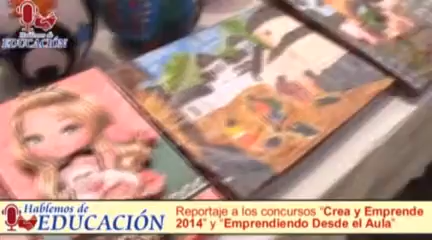 Hablemos de
EDUCACIÓN
Hablemos de
EDUCACIÓN
Reportaje a los concursos "Crea y Emprende
2014" y "Emprendiendo Desde el Aula"